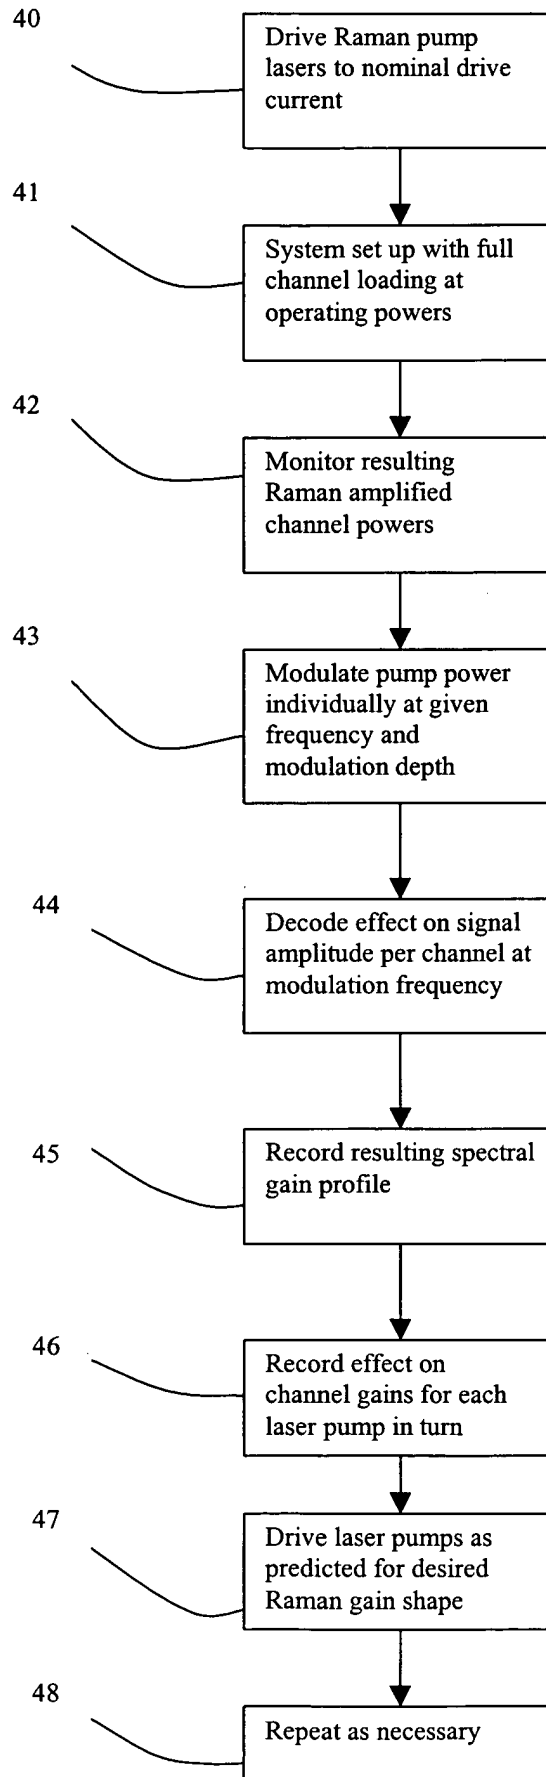 40
Drive Raman pump
lasers to nominal drive
current
41
System set up with full
channel loading at
operating powers
42
Monitor resulting
Raman amplified
channel powers
43
Modulate pump power
individually at given
frequency and
modulation depth
44
Decode effect on signal
amplitude per channel at
modulation frequency
45
Record resulting spectral
gain profile
46
Record effect on
channel gains for each
laser pump in turn
47
Drive laser pumps as
predicted for desired
Raman gain shape
48
Repeat as necessary